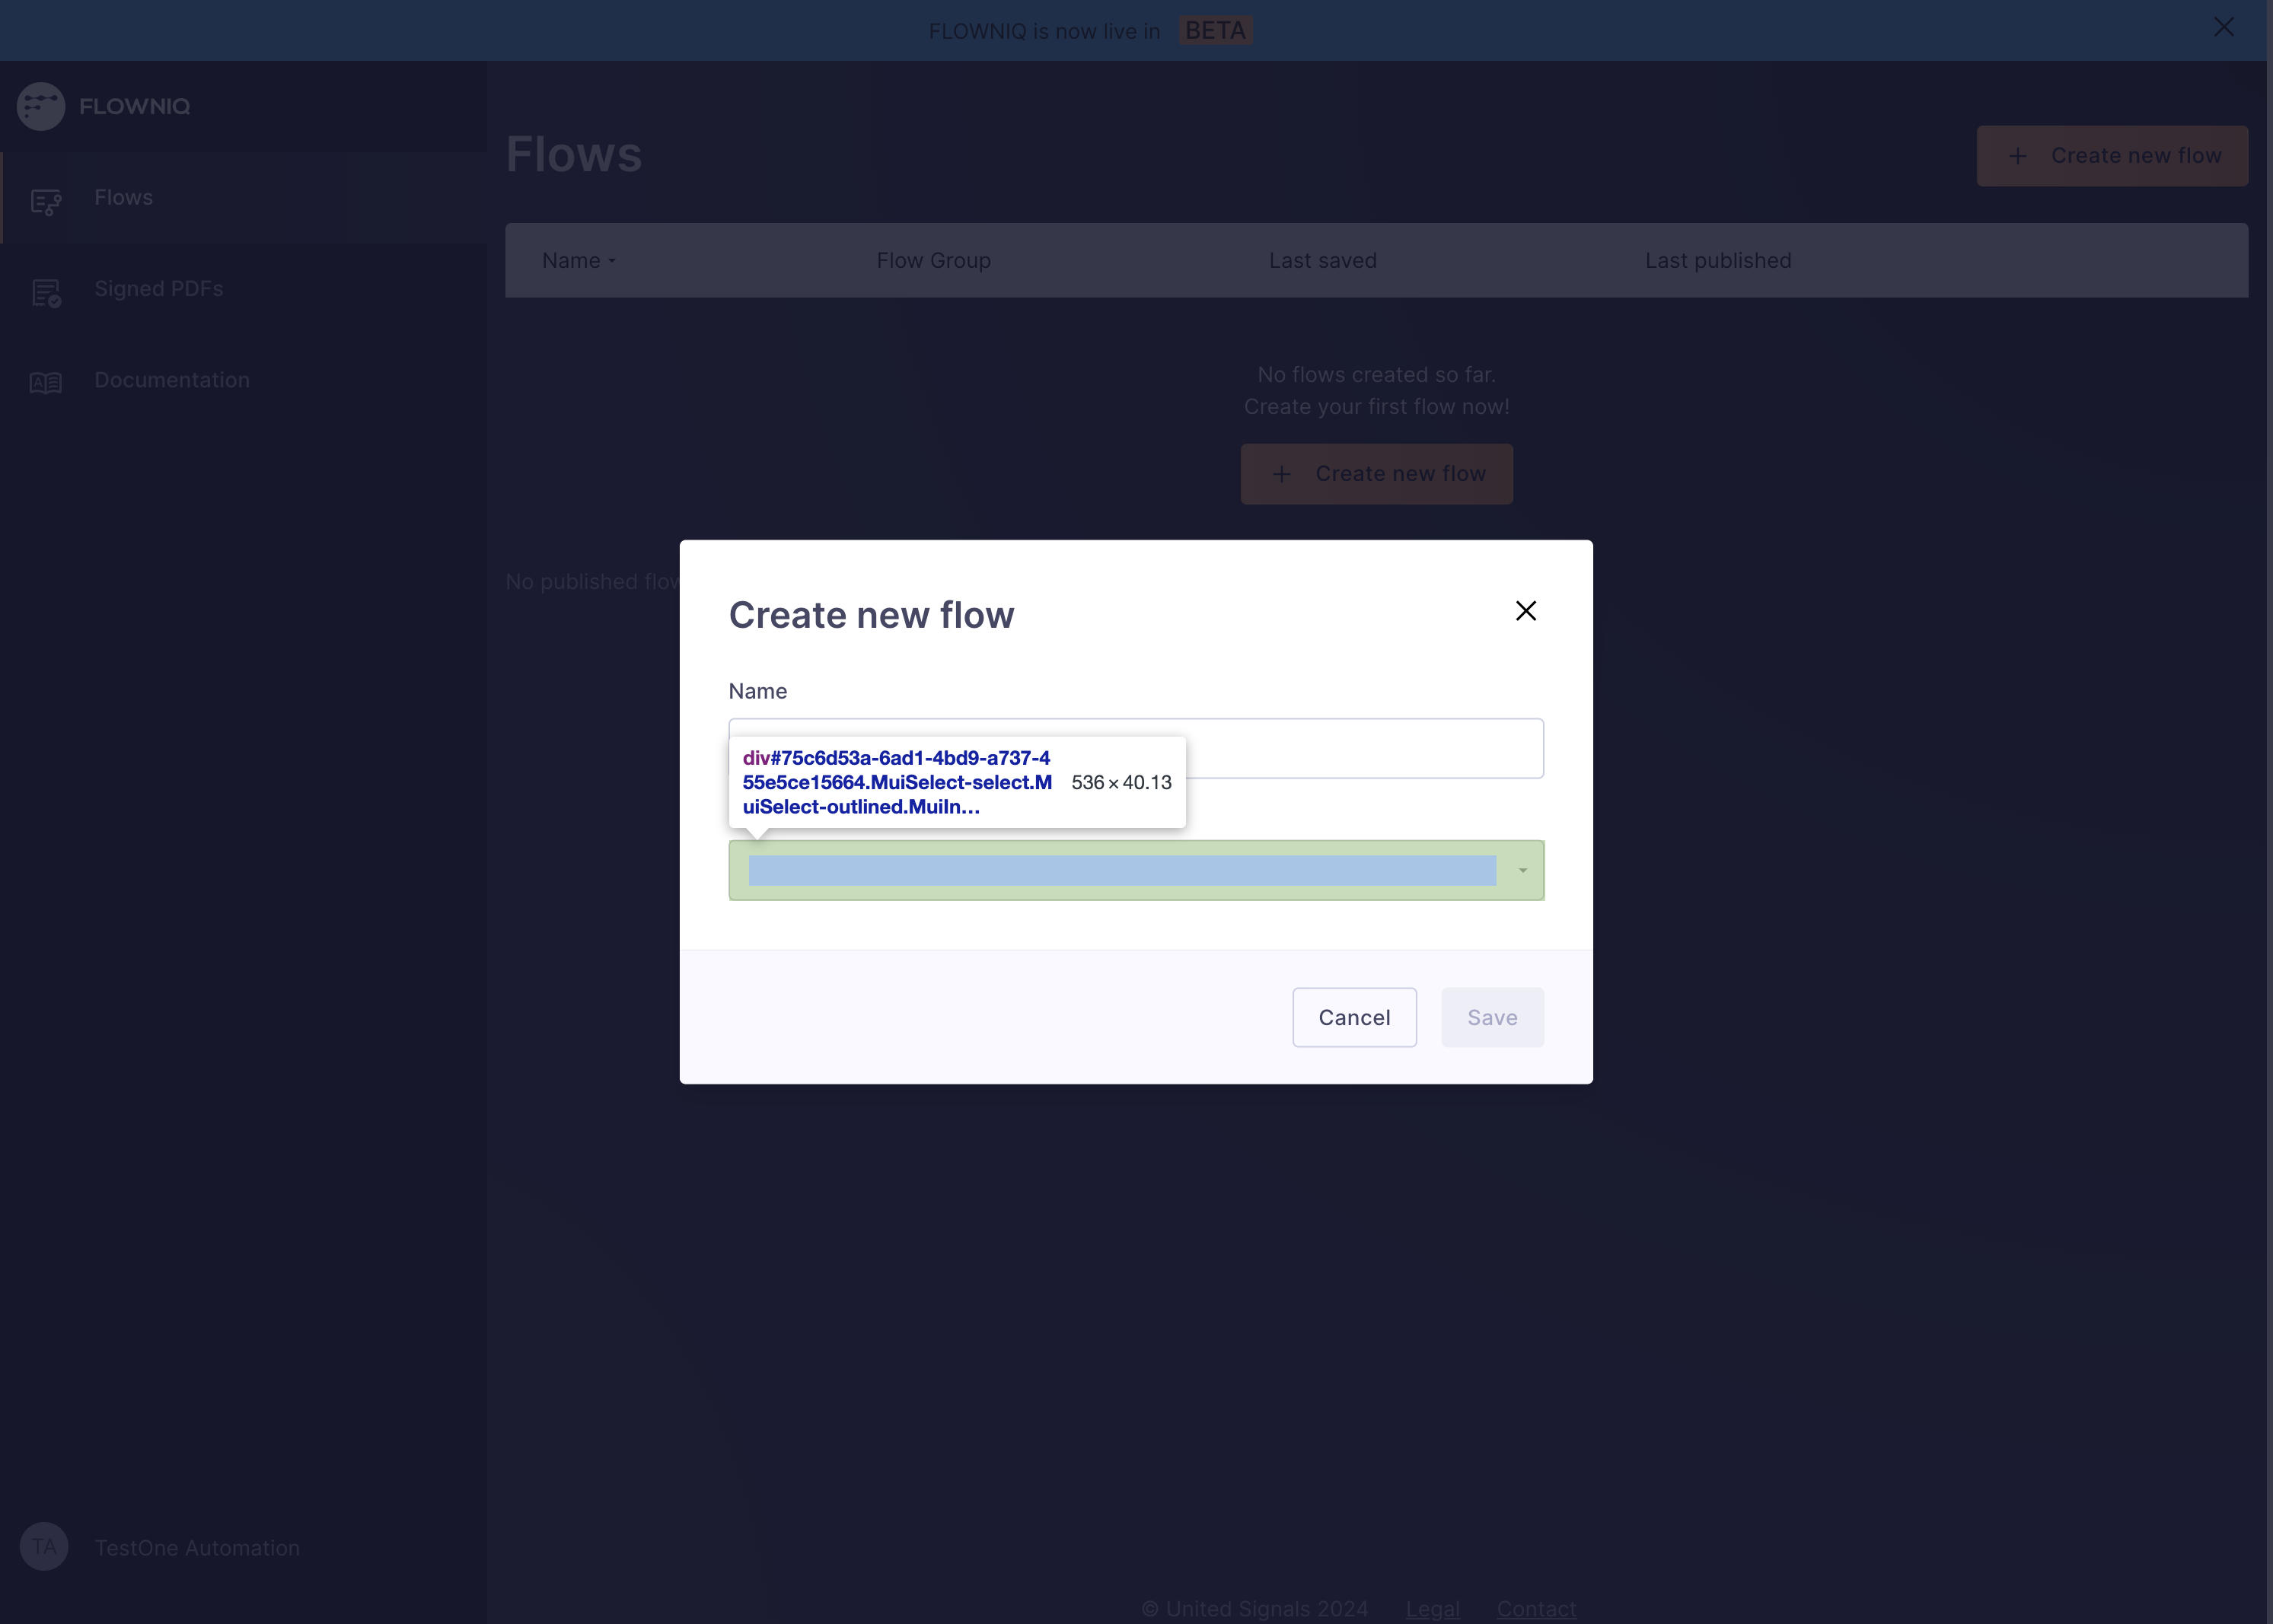 FLOWNIQ is now live in BETA
FLOWNIQ
Flows
Signed PDFs
Documentation
TestOne Automation
TA
Flows
Create new flow
Name
Flow Group
Last saved
Last published
No flows created so far.
Create your first flow now!
Create new flow
No published flow
Create new flow
Name
div#75c6d53a-6ad1-4bd9-a737-4
55e5ce15664.MuiSelect-select.M
uiSelect-outlined.MuiIn...
536 × 40.13
Cancel
Save
© United Signals 2024
Legal
Contact